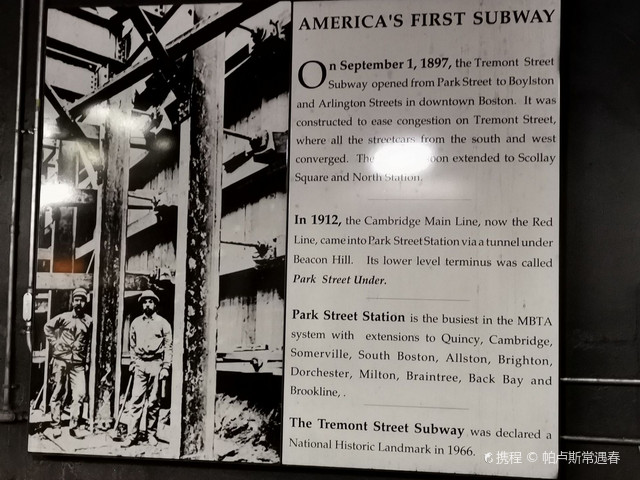 AMERICA'S FIRST SUBWAY
On September 1, 1897, the Tremont Street
Subway opened from Park Street to Boylston
and Arlington Streets in downtown Boston. It was
constructed to ease congestion on Tremont Street,
where all the streetcars from the south and west
converged. The extended to Scollay
Square and North Station.
In 1912, the Cambridge Main Line, now the Red
Line, came into Park Street Station via a tunnel under
Beacon Hill. Its lower level terminus was called
Park Street Under.
Park Street Station is the busiest in the MBTA
system with extensions to Quincy, Cambridge,
Somerville, South Boston, Allston, Brighton,
Dorchester, Milton, Braintree, Back Bay and
Brookline, .
The Tremont Street Subway was declared a
National Historic Landmark in 1966.
携程 © 帕卢斯常遇春